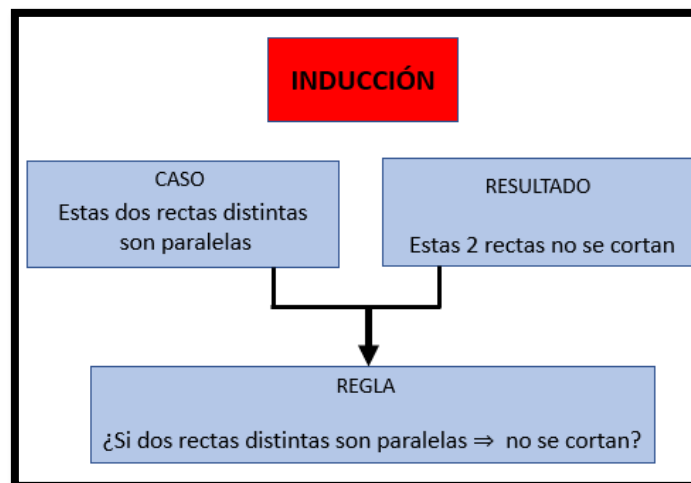 INDUCCIÓN
CASO
Estas dos rectas distintas
son paralelas
RESULTADO
Estas 2 rectas no se cortan
REGLA
¿Si dos rectas distintas son paralelas ⇒ no se cortan?